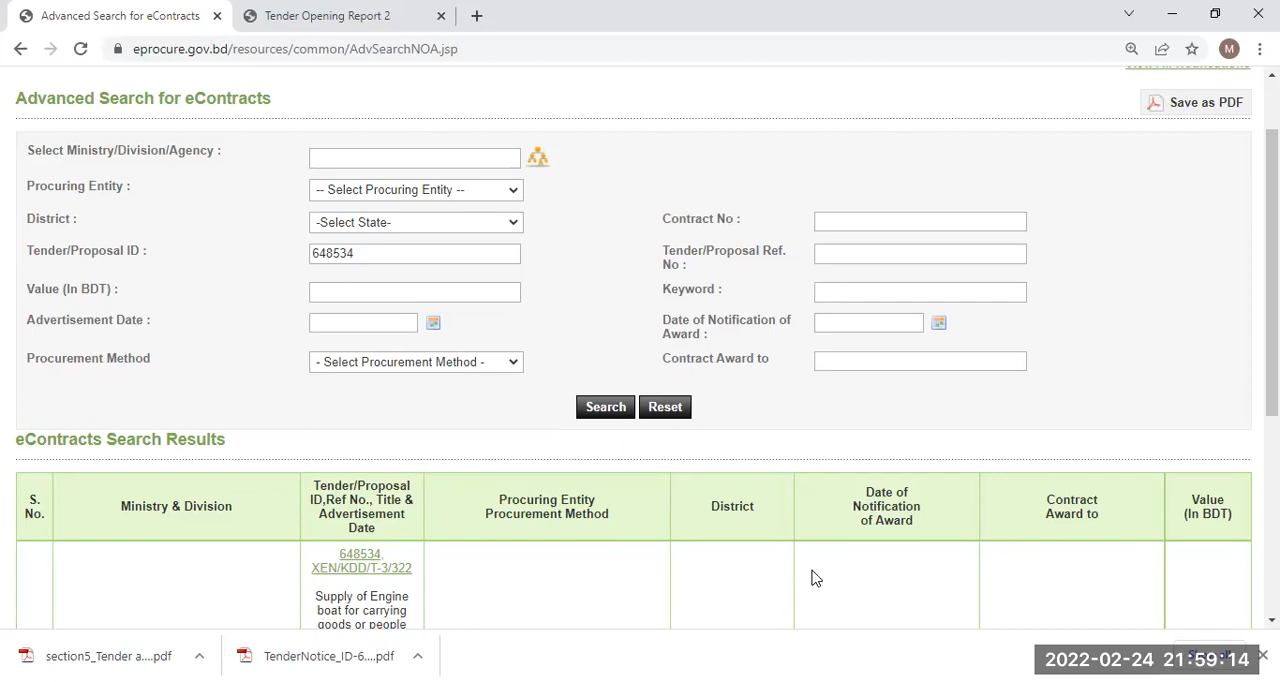 Advanced Search for eContracts
Tender Opening Report 2
eprocure.gov.bd/resources/common/AdvSearchNOA.jsp
M
View All Notifications
Advanced Search for eContracts
Save as PDF
Select Ministry/Division/Agency :
Procuring Entity :
-- Select Procuring Entity --
District :
-Select State-
Contract No :
Tender/Proposal ID :
648534
Tender/Proposal Ref.
No :
Value (In BDT) :
Keyword :
Advertisement Date :
Date of Notification of
Award :
Procurement Method
- Select Procurement Method -
Contract Award to
Search
Reset
eContracts Search Results
S.
No.
Ministry & Division
Tender/Proposal
ID,Ref No., Title &
Advertisement
Date
Procuring Entity
Procurement Method
District
Date of
Notification
of Award
Contract
Award to
Value
(In BDT)
648534,
XEN/KDD/T-3/322
Supply of Engine
boat for carrying
goods or people
section5_Tender a....pdf
TenderNotice_ID-6....pdf
2022-02-24 21:59:14